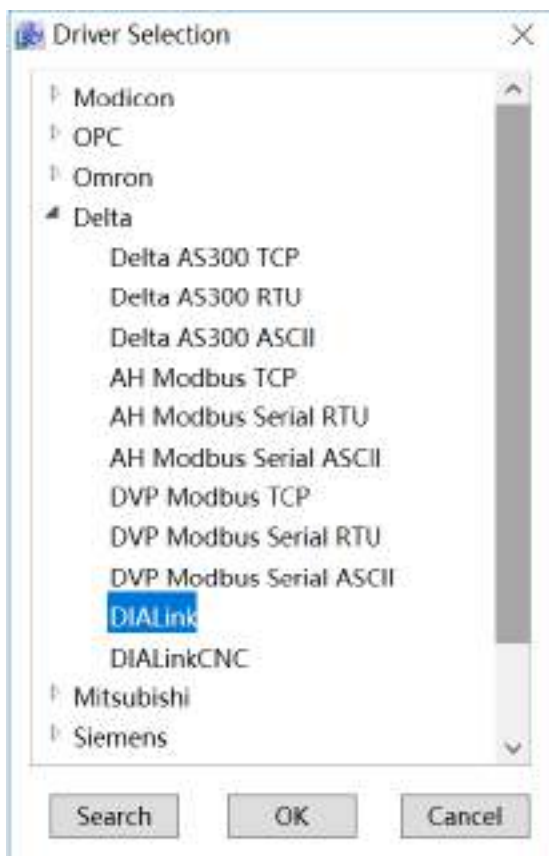 Driver Selection
Modicon
OPC
Omron
Delta
Delta AS300 TCP
Delta AS300 RTU
Delta AS300 ASCII
AH Modbus TCP
AH Modbus Serial RTU
AH Modbus Serial ASCII
DVP Modbus TCP
DVP Modbus Serial RTU
DVP Modbus Serial ASCII
DIALink
DIALinkCNC
Mitsubishi
Siemens
Search OK Cancel